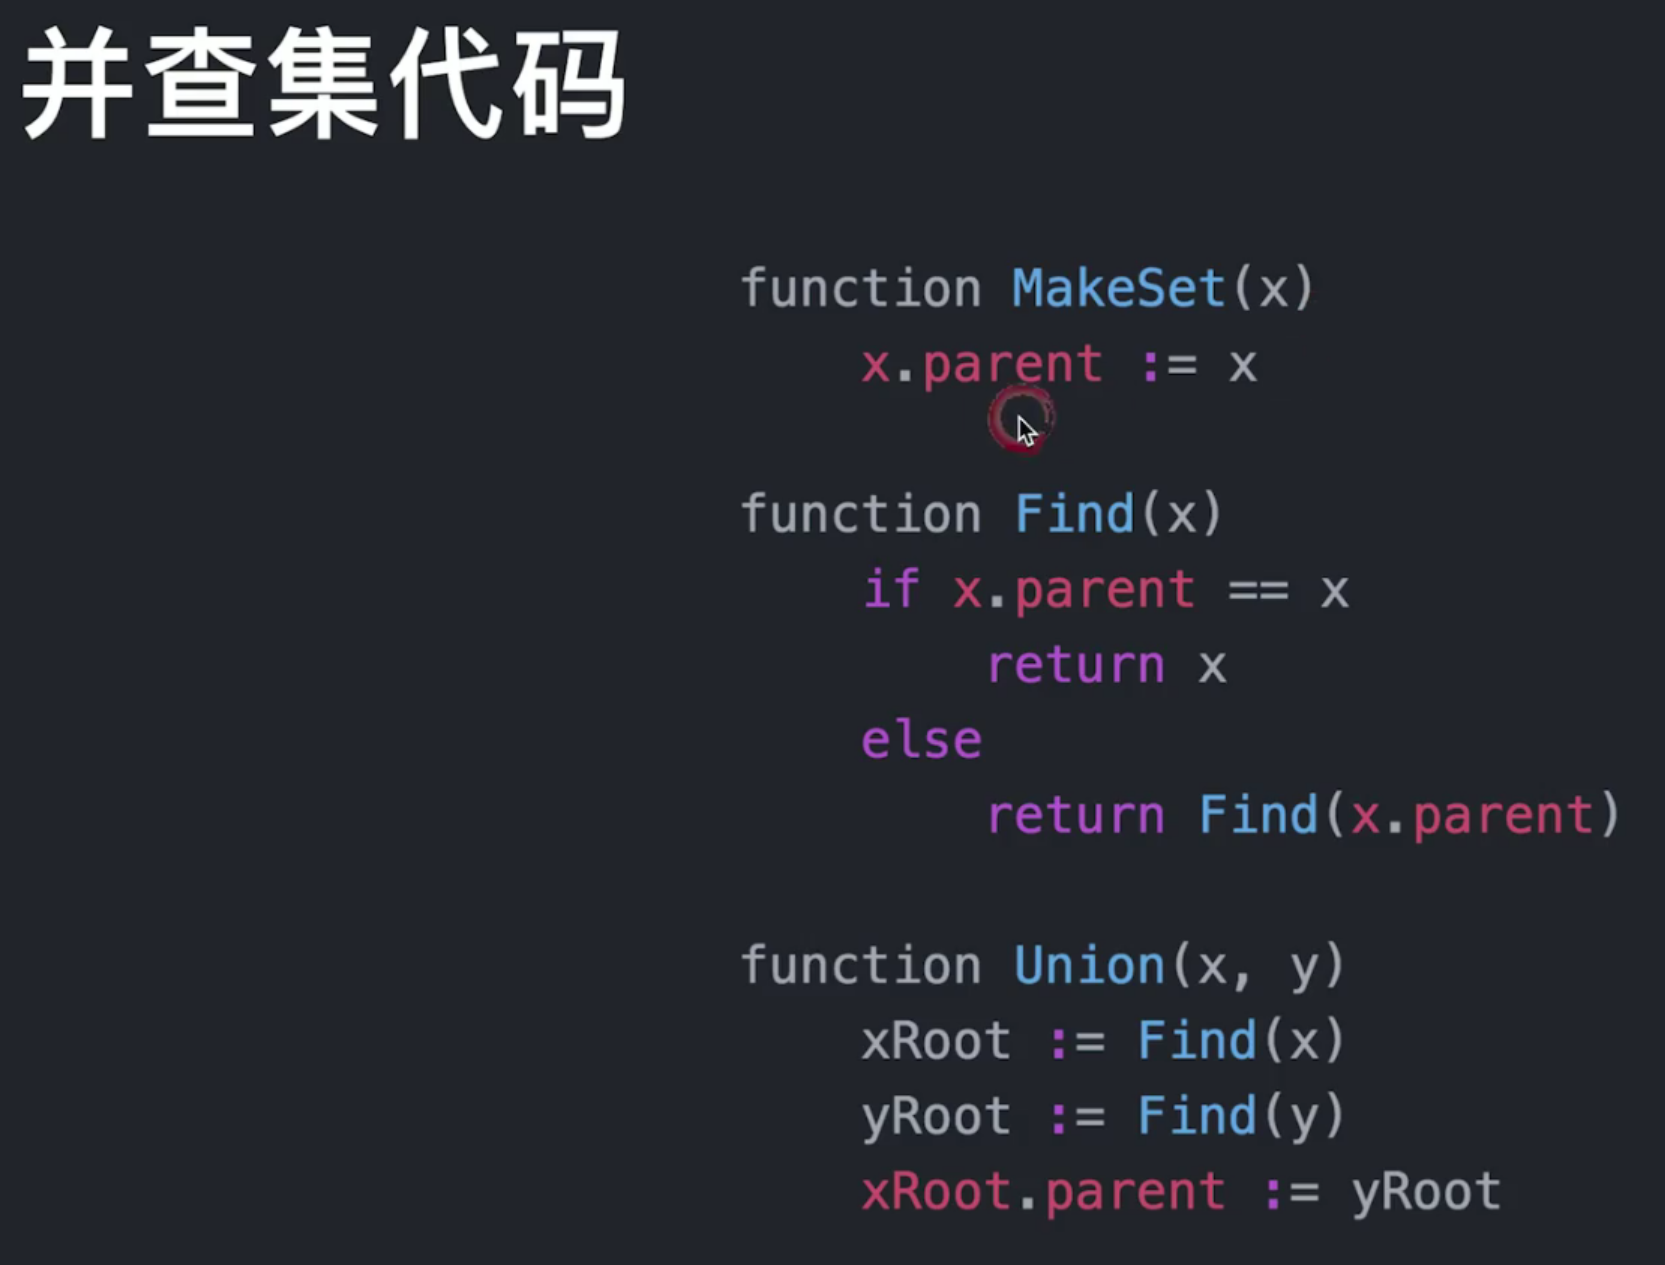 并查集代码
function MakeSet(x)
    x.parent := x
function Find(x)
    if x.parent == x
        return x
    else
        return Find(x.parent)
function Union(x, y)
    xRoot := Find(x)
    yRoot := Find(y)
    xRoot.parent := yRoot